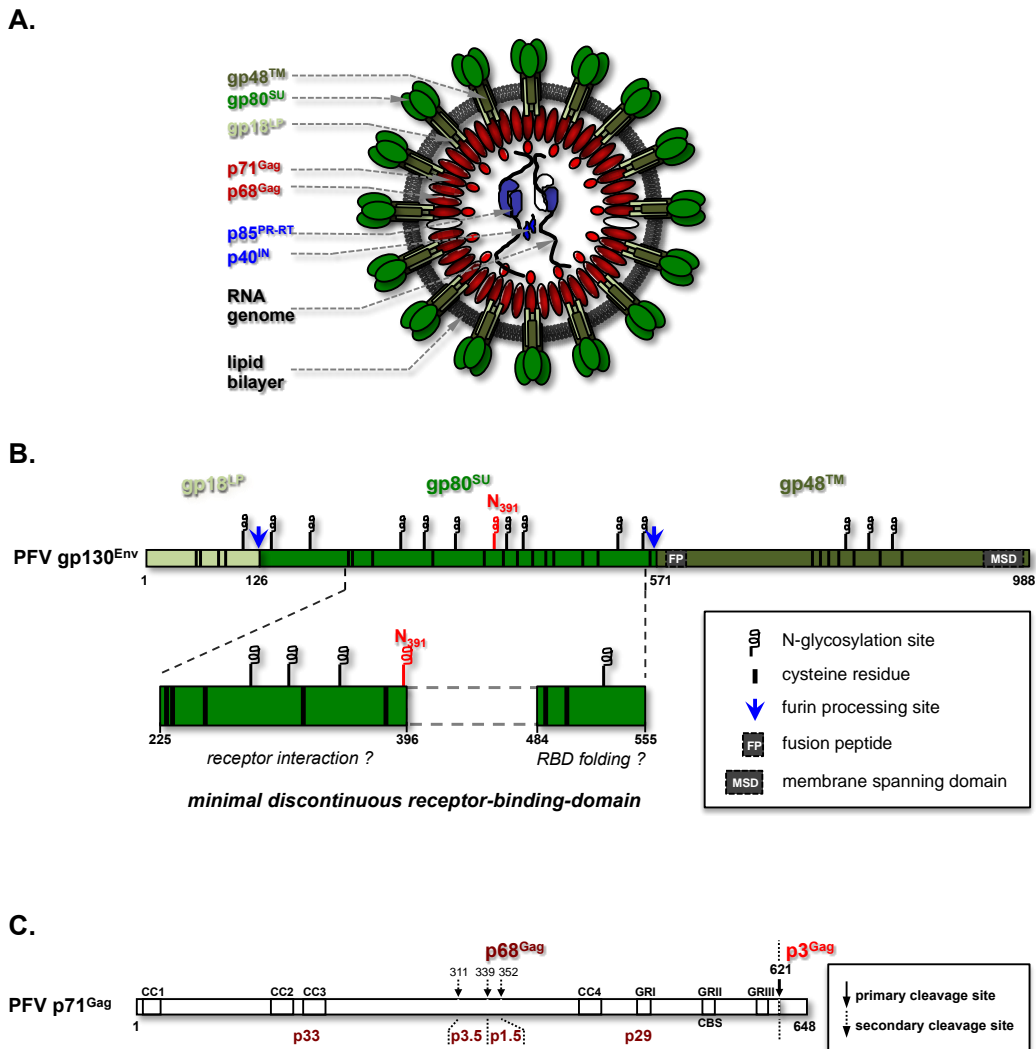 A.
gp48TM
gp80SU
gp18LP
p71Gag
p68Gag
p85PR-RT
p40IN
RNA
genome
lipid
bilayer
B.
gp18LP gp80SU gp48TM
N391
PFV gp130Env
FP MSD
1 126 571 988
N391
225 396 484 555
receptor interaction ? RBD folding ?
minimal discontinuous receptor-binding-domain
N-glycosylation site
cysteine residue
furin processing site
FP fusion peptide
MSD membrane spanning domain
C.
p68Gag p3Gag
311 339 352 621
PFV p71Gag
CC1 CC2 CC3 CC4 GRI GRII GRIII
1 CBS 648
p33 p3.5 p1.5 p29
primary cleavage site
secondary cleavage site